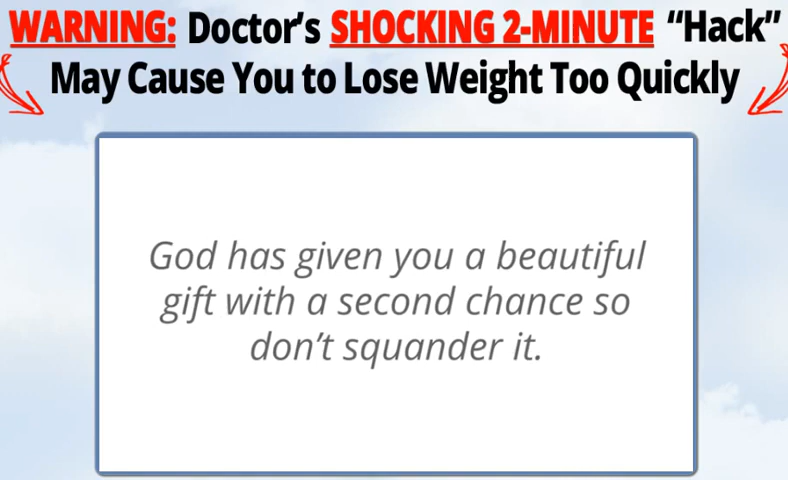 WARNING: Doctor's SHOCKING 2-MINUTE “Hack”
May Cause You to Lose Weight Too Quickly
God has given you a beautiful
gift with a second chance so
don’t squander it.